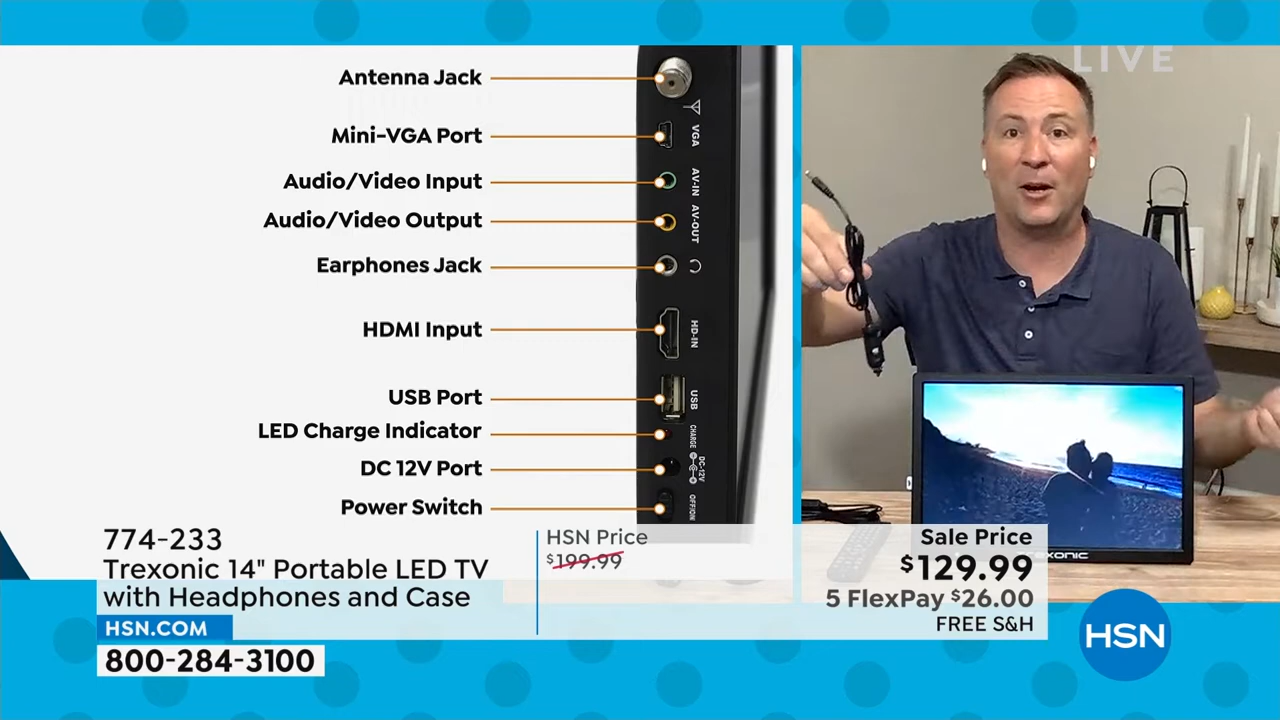 LIVE
Antenna Jack
Mini-VGA Port
Audio/Video Input
Audio/Video Output
Earphones Jack
HDMI Input
USB Port
LED Charge Indicator
DC 12V Port
Power Switch
VGA
AV-IN
AV-OUT
HD-IN
USB
CHARGE
DC-12V
OFF/ON
TREXONIC
774-233
Trexonic 14" Portable LED TV
with Headphones and Case
HSN.COM
800-284-3100
HSN Price
$199.99
Sale Price
$129.99
5 FlexPay $26.00
FREE S&H
HSN